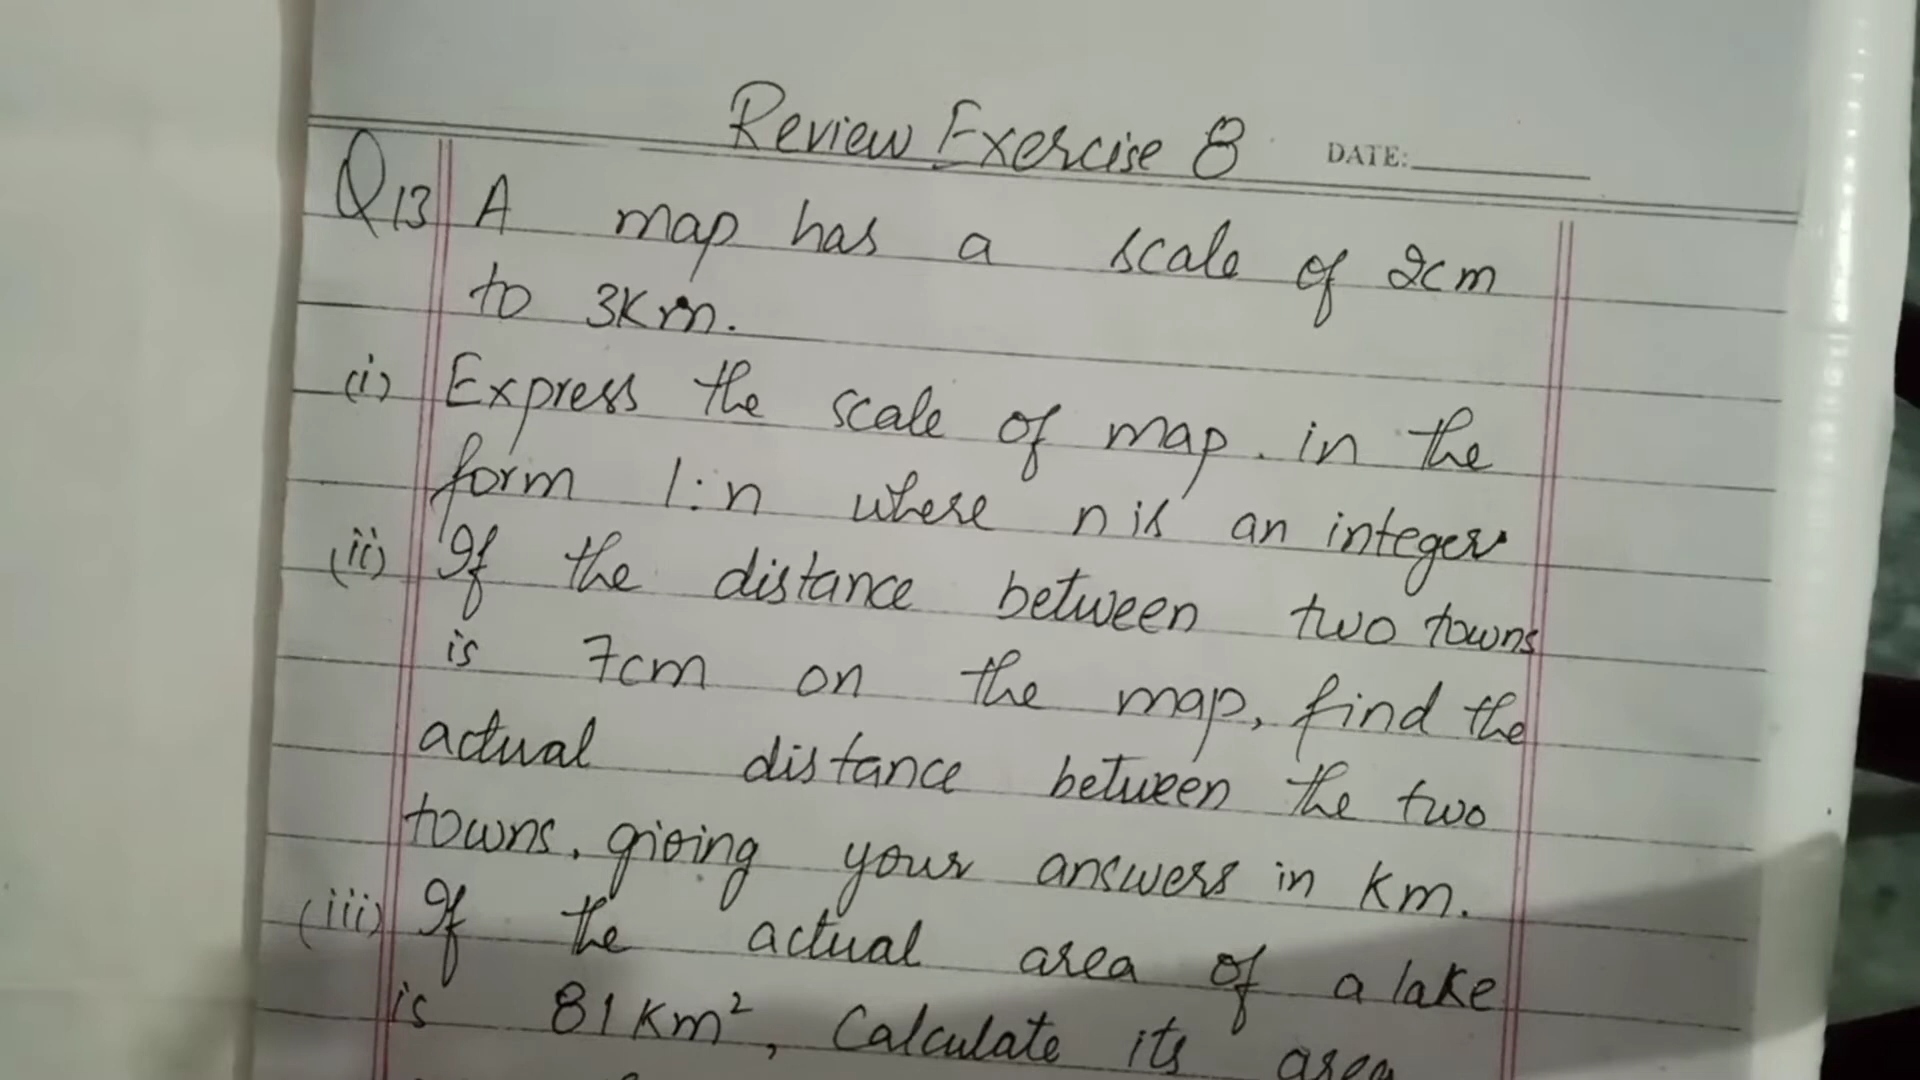 Review Exercise 8 DATE:
Q13 A map has a scale of 2cm
to 3Km.
(i) Express the scale of map. in the
form 1:n where n is an integer
(ii) If the distance between two towns
is 7cm on the map, find the
actual distance between the two
towns, giving your answers in Km.
(iii) If the actual area of a lake
is 81 Km², Calculate its area